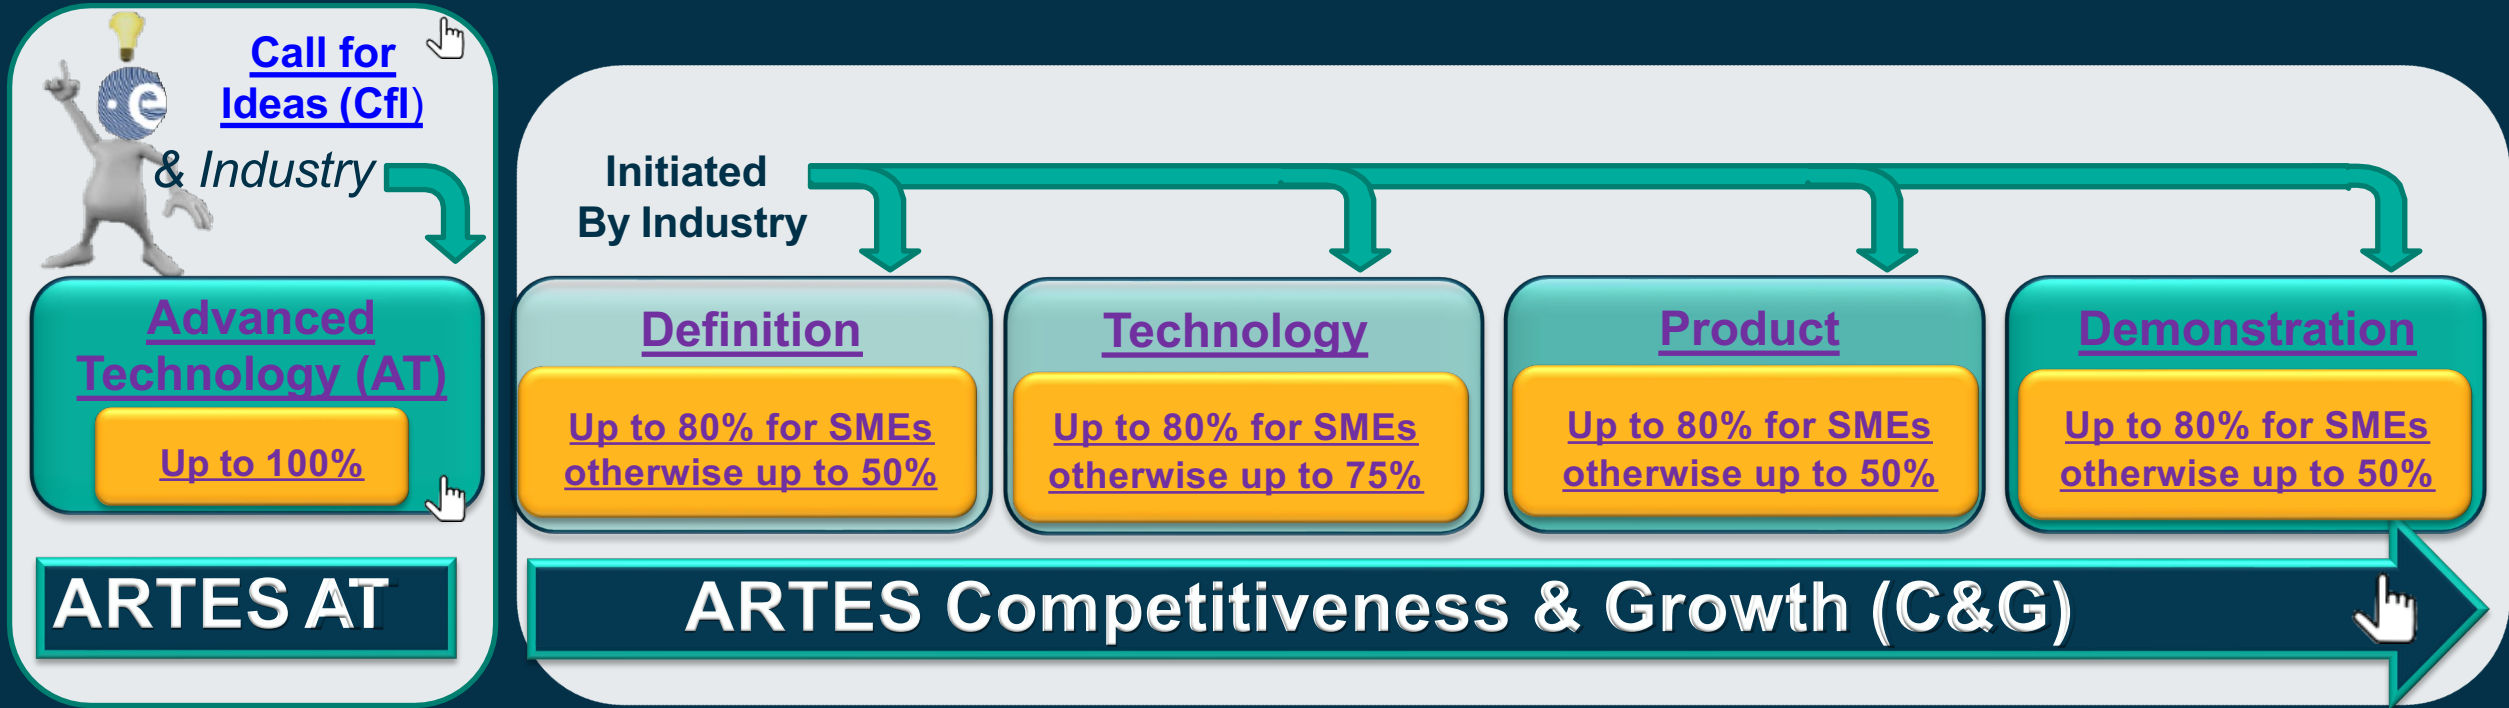 Call for
Ideas (CfI)
& Industry
Advanced
Technology (AT)
Up to 100%
ARTES AT
Initiated
By Industry
Definition
Up to 80% for SMEs
otherwise up to 50%
Technology
Up to 80% for SMEs
otherwise up to 75%
Product
Up to 80% for SMEs
otherwise up to 50%
Demonstration
Up to 80% for SMEs
otherwise up to 50%
ARTES Competitiveness & Growth (C&G)